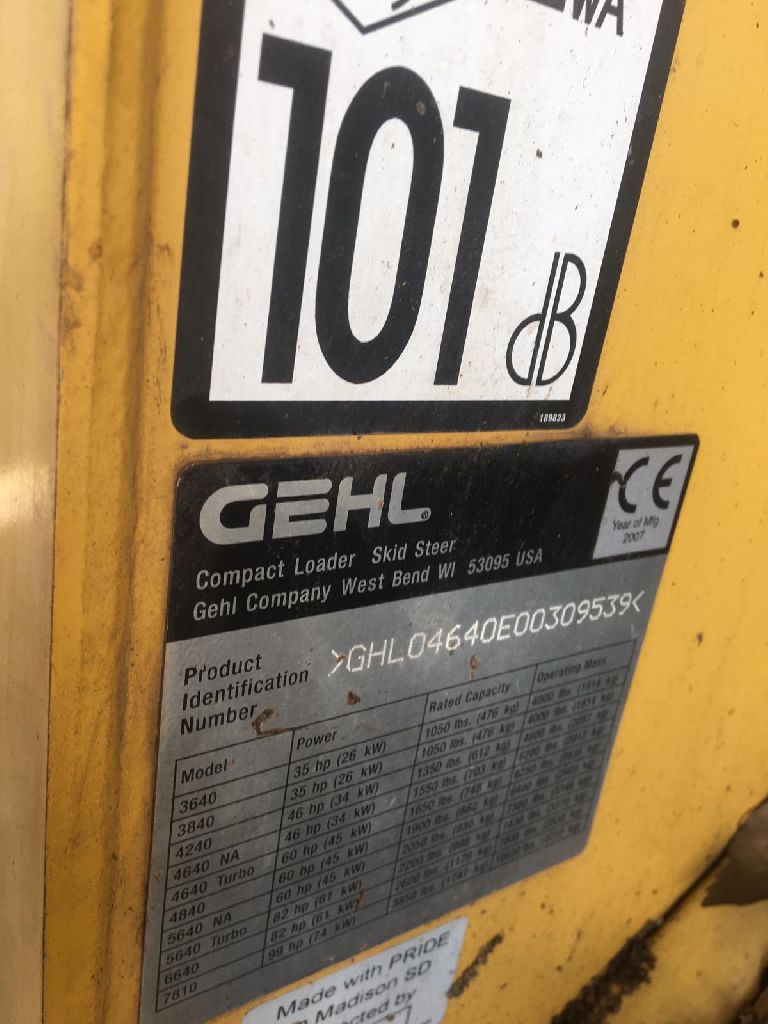 WA
101
dB
189823
GEHL®
CE
Year of Mfg.
2007
Compact Loader Skid Steer
Gehl Company West Bend WI 53095 USA
Product
Identification
Number
>GHL04640E00309539<
Model Power Rated Capacity Operating Mass
3640 35 hp (26 kW) 1050 lbs. (476 kg) 4000 lbs. (1814 kg)
3840 35 hp (26 kW) 1050 lbs. (476 kg) 4000 lbs. (1814 kg)
4240 46 hp (34 kW) 1350 lbs. (612 kg)
4640 NA 46 hp (34 kW) 1550 lbs. (703 kg)
4640 Turbo 60 hp (45 kW) 1650 lbs. (748 kg)
4840 60 hp (45 kW) 1900 lbs. (862 kg)
5640 NA 60 hp (45 kW) 2050 lbs. (930 kg)
5640 Turbo 82 hp (61 kW) 2200 lbs. (998 kg)
6640 82 hp (61 kW) 2600 lbs. (1179 kg)
7810 99 hp (74 kW) 3850 lbs. (1747 kg)
Made with PRIDE
Madison SD
by